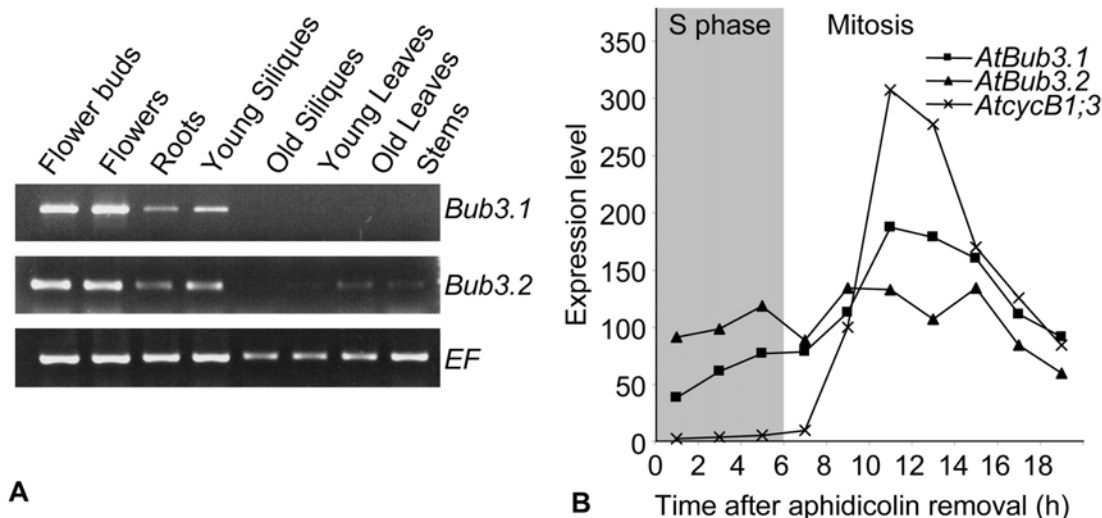 Flower buds
Flowers
Roots
Young Siliques
Old Siliques
Young Leaves
Old Leaves
Stems
Bub3.1
Bub3.2
EF
A
S phase
Mitosis
AtBub3.1
AtBub3.2
AtcycB1;3
Expression level
350
300
250
200
150
100
50
0
0 2 4 6 8 10 12 14 16 18
Time after aphidicolin removal (h)
B